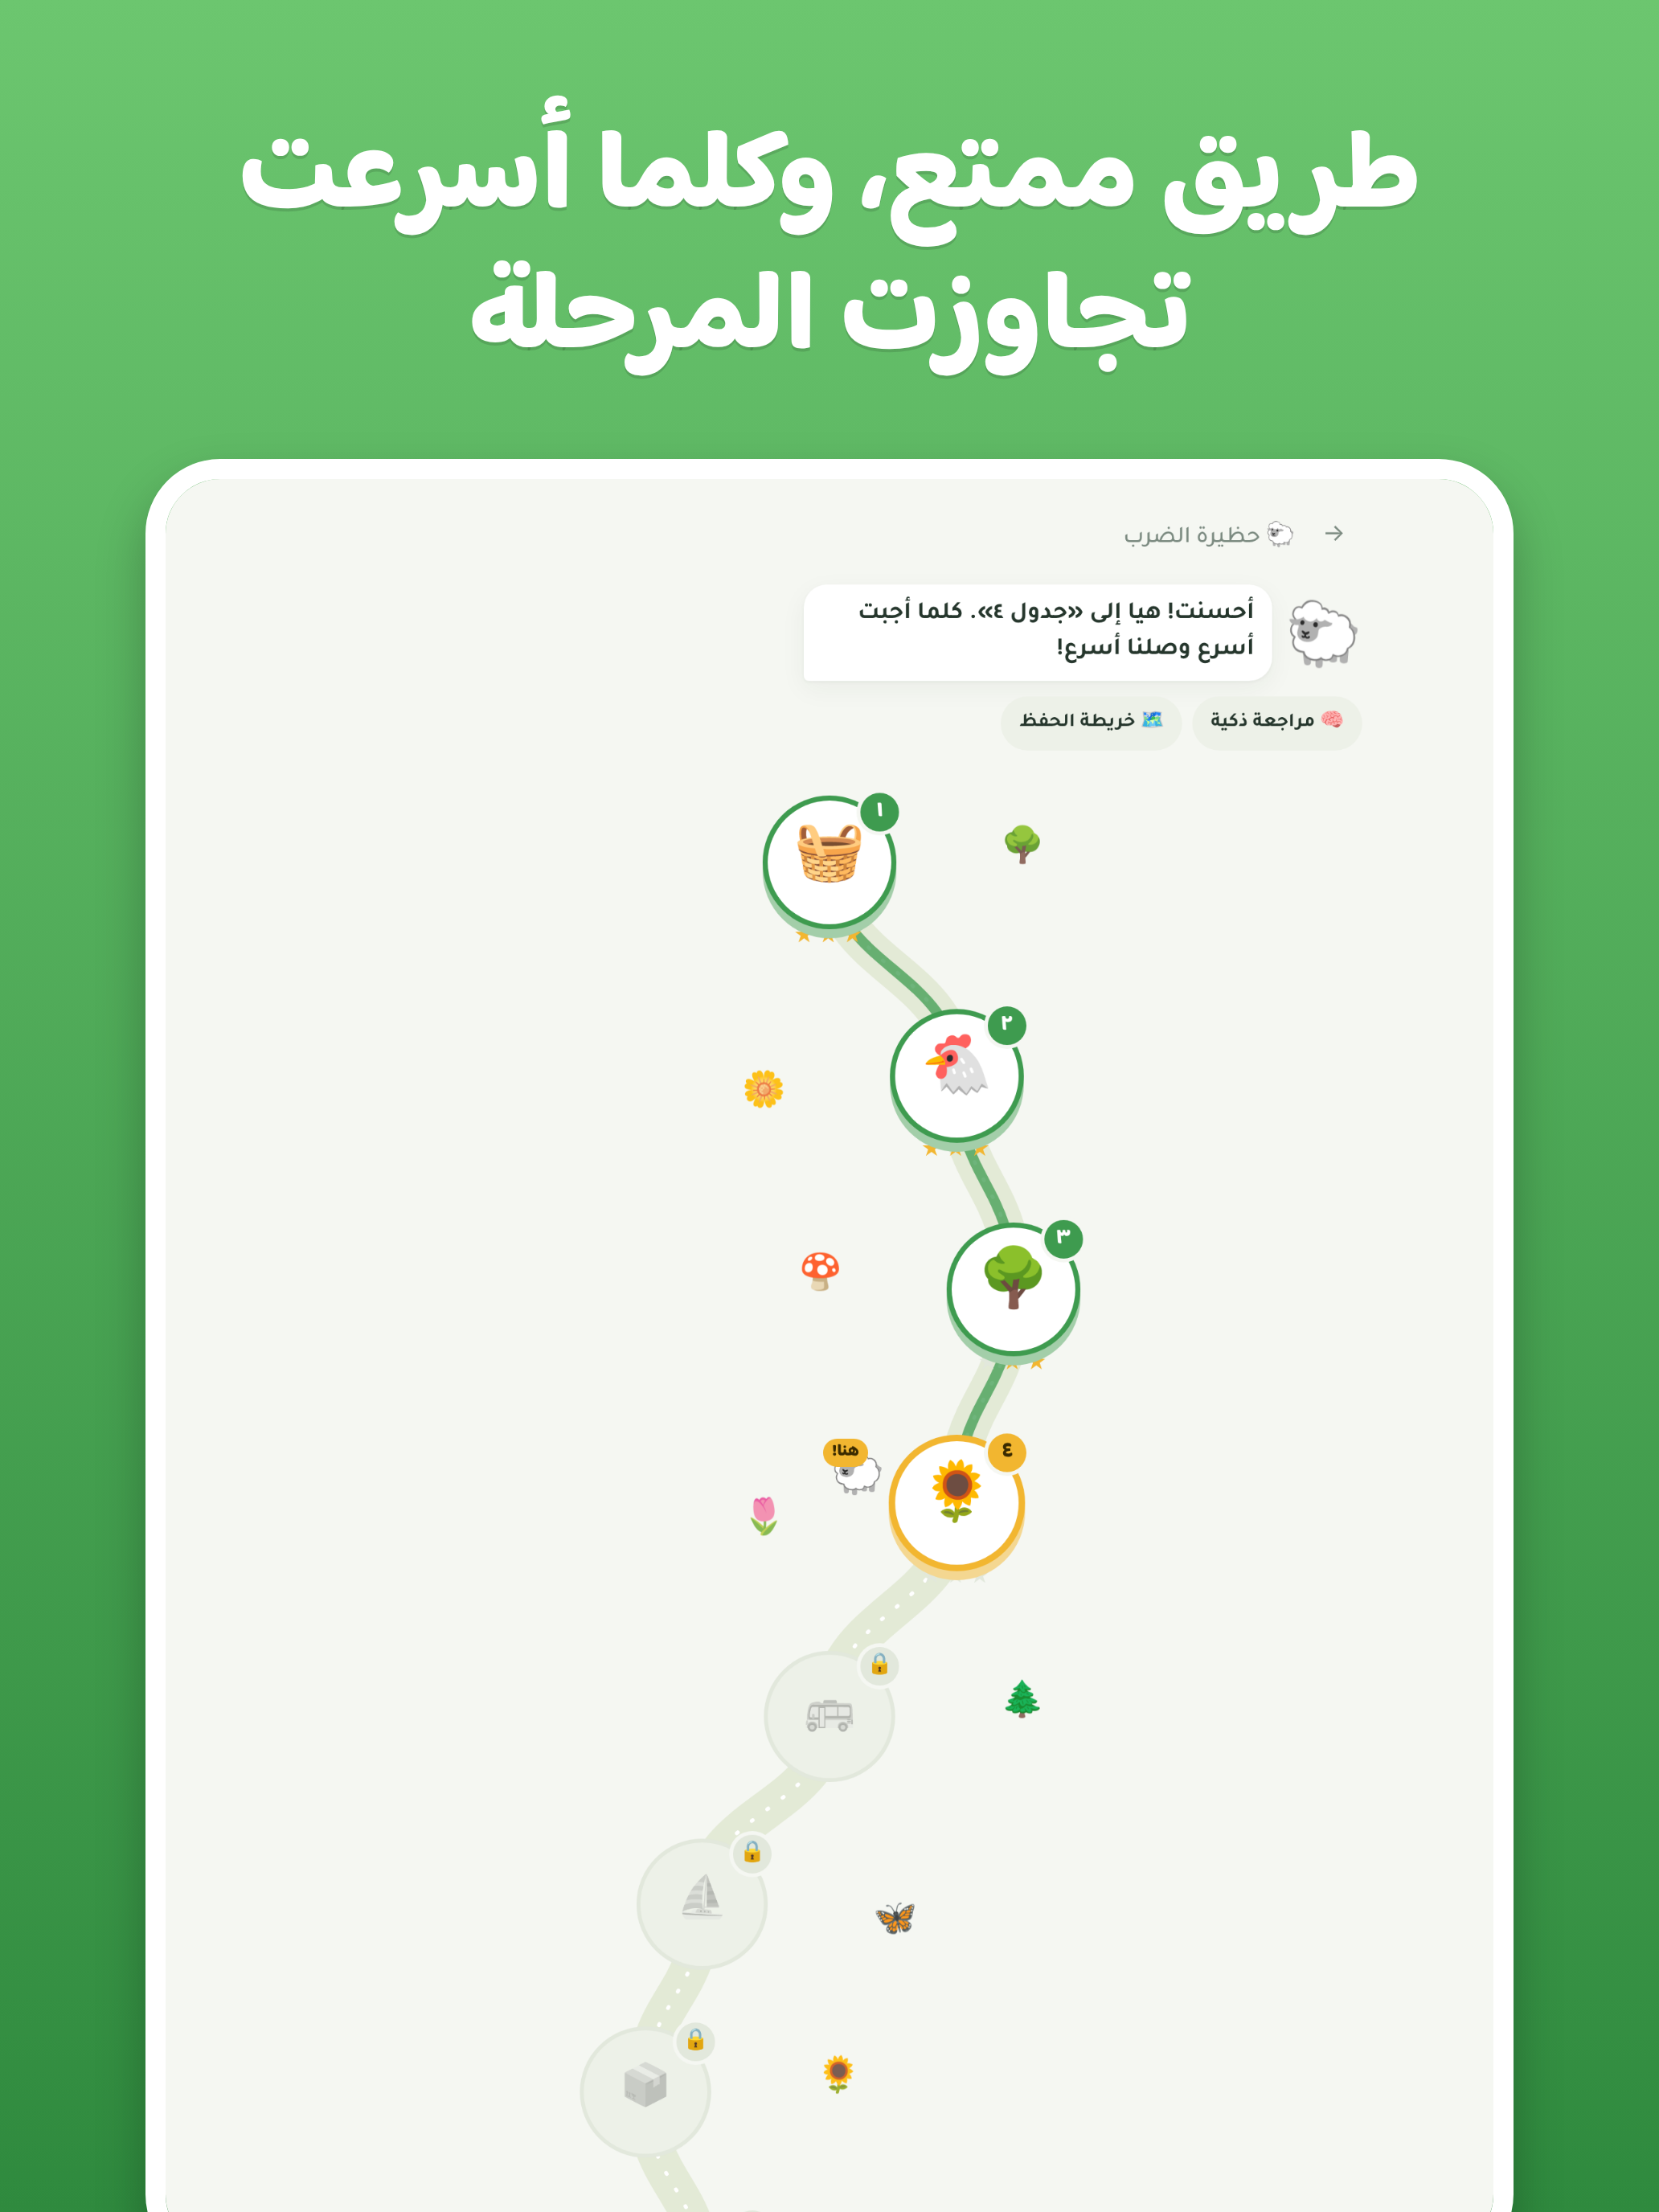 طريق ممتع، وكلما أسرعت
تجاوزت المرحلة
حظيرة الضرب
أحسنت! هيا إلى «جدول ٤». كلما أجبت
أسرع وصلنا أسرع!
مراجعة ذكية
خريطة الحفظ
١
٢
٣
٤
هنا!